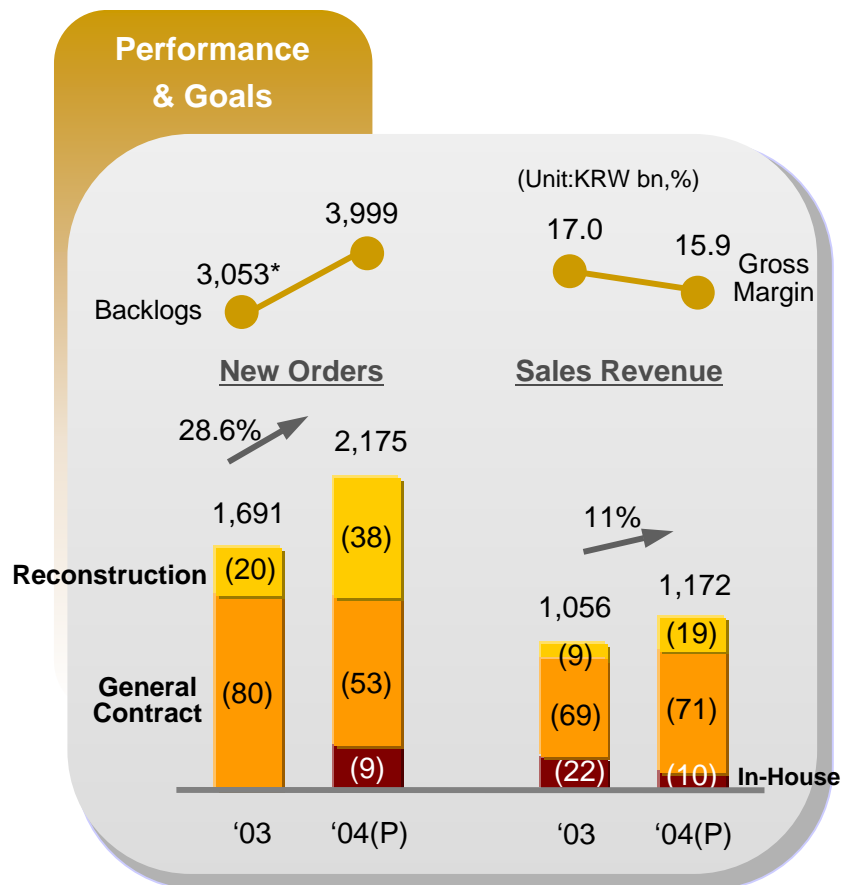 Performance
& Goals
(Unit:KRW bn,%)
3,999
3,053*
Backlogs
17.0
15.9
Gross
Margin
New Orders
Sales Revenue
28.6%
2,175
1,691
(38)
(20)
Reconstruction
(80)
(53)
General
Contract
(9)
11%
1,056
1,172
(9)
(19)
(69)
(71)
(22)
(10)
In-House
‘03
‘04(P)
‘03
‘04(P)